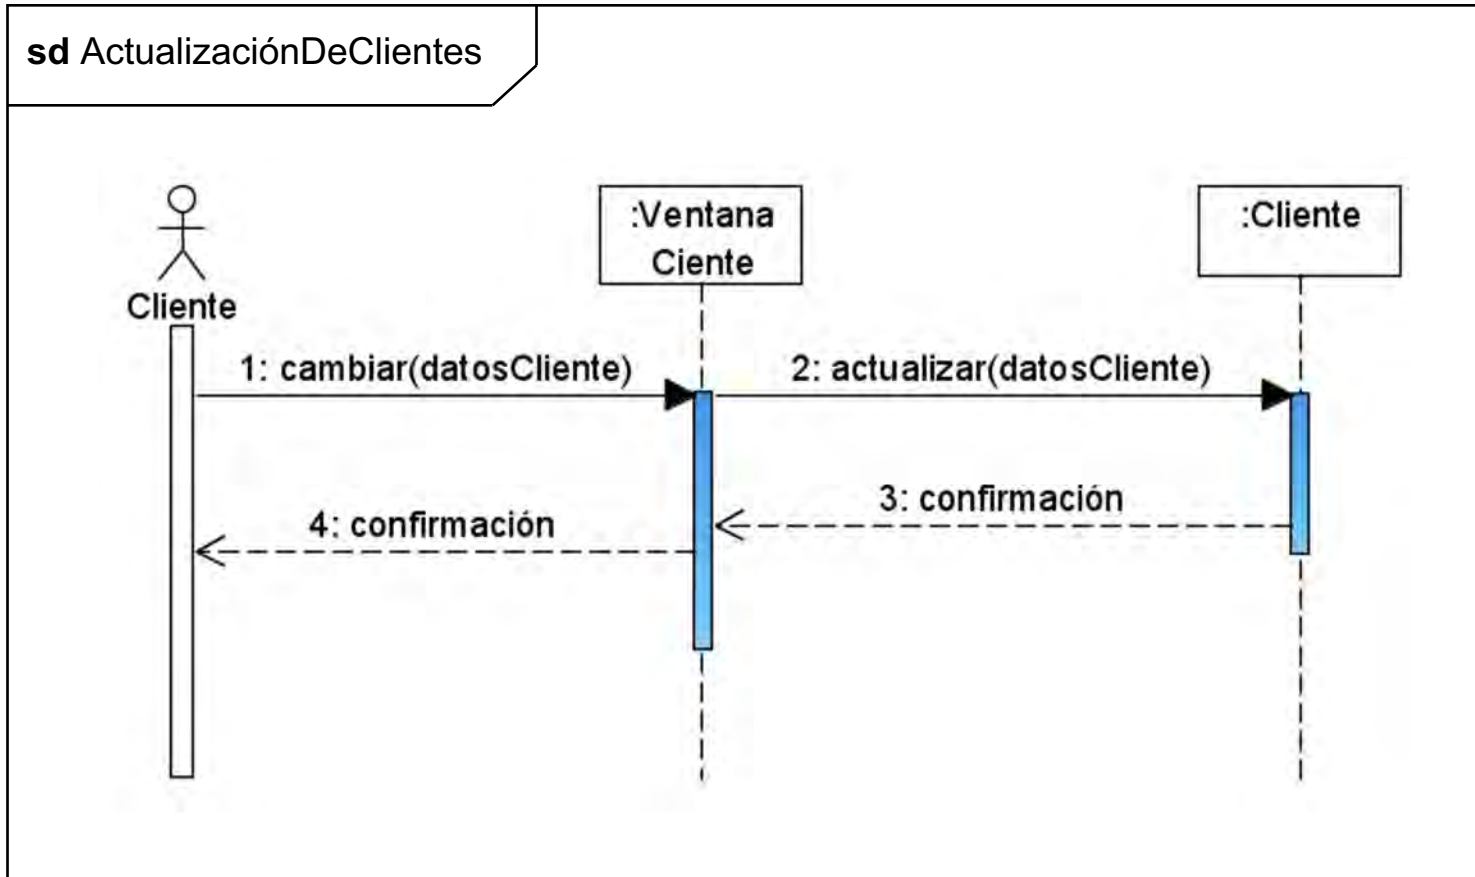 sd ActualizaciónDeClientes
:Ventana
Ciente
:Cliente
Cliente
1: cambiar(datosCliente)
2: actualizar(datosCliente)
3: confirmación
4: confirmación